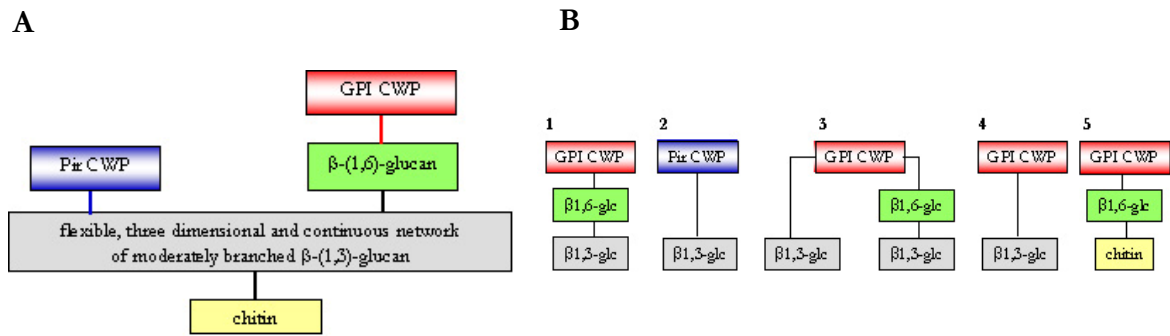 A
B
GPI CWP
Pir CWP
β-(1,6)-glucan
flexible, three dimensional and continuous network
of moderately branched β-(1,3)-glucan
chitin
1
2
3
4
5
GPI CWP
Pir CWP
GPI CWP
GPI CWP
GPI CWP
β1,6-glc
β1,6-glc
β1,6-glc
β1,3-glc
β1,3-glc
β1,3-glc
β1,3-glc
β1,3-glc
chitin